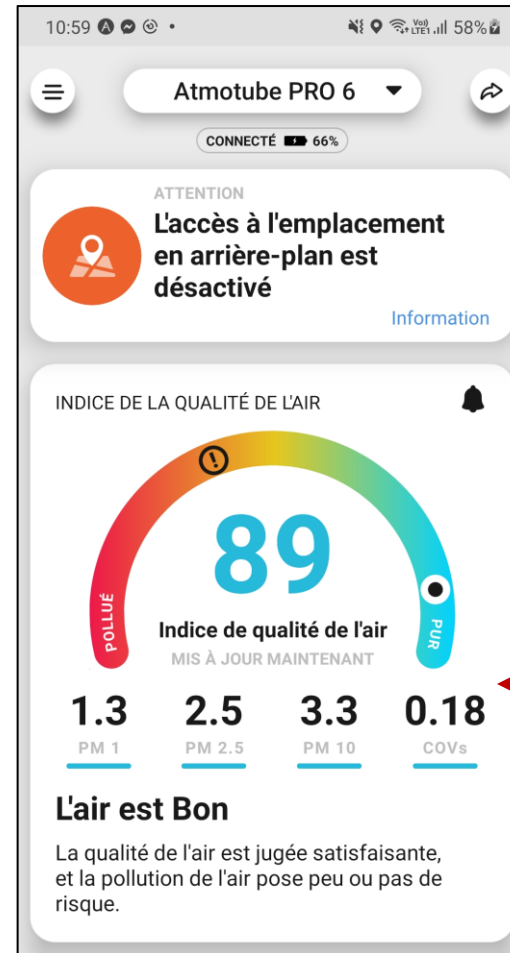 10:59 58%
Atmotube PRO 6
CONNECTÉ 66%
ATTENTION
L'accès à l'emplacement
en arrière-plan est
désactivé
Information
INDICE DE LA QUALITÉ DE L'AIR
89
POLLUÉ
PUR
Indice de qualité de l'air
MIS À JOUR MAINTENANT
1.3 2.5 3.3 0.18
PM 1 PM 2.5 PM 10 COVs
L'air est Bon
La qualité de l'air est jugée satisfaisante,
et la pollution de l'air pose peu ou pas de
risque.